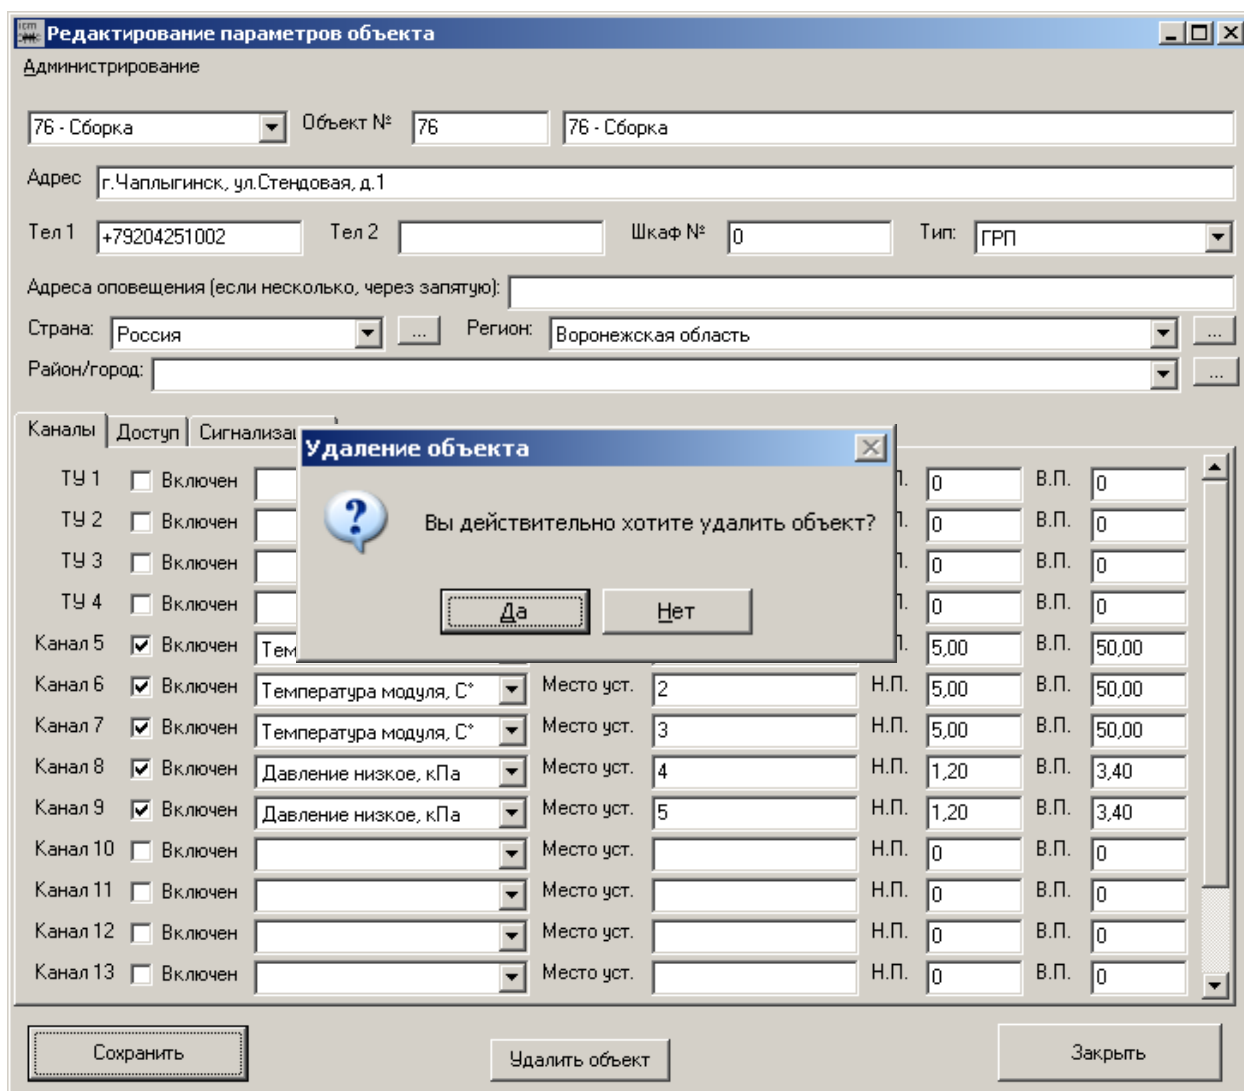 Редактирование параметров объекта
Администрирование
76 - Сборка Объект № 76 76 - Сборка
Адрес г.Чаплыгинск, ул.Стендовая, д.1
Тел 1 +79204251002 Тел 2 Шкаф № 0 Тип: ГРП
Адреса оповещения (если несколько, через запятую):
Страна: Россия ... Регион: Воронежская область ...
Район/город: ...
Каналы Доступ
Удаление объекта
Вы действительно хотите удалить объект?
Да Нет
ТУ 1 Включен 0 В.П. 0
ТУ 2 Включен 0 В.П. 0
ТУ 3 Включен 0 В.П. 0
ТУ 4 Включен 0 В.П. 0
Канал 5 Включен 5,00 В.П. 50,00
Канал 6 Включен Температура модуля, С° Место уст. 2 Н.П. 5,00 В.П. 50,00
Канал 7 Включен Температура модуля, С° Место уст. 3 Н.П. 5,00 В.П. 50,00
Канал 8 Включен Давление низкое, кПа Место уст. 4 Н.П. 1,20 В.П. 3,40
Канал 9 Включен Давление низкое, кПа Место уст. 5 Н.П. 1,20 В.П. 3,40
Канал 10 Включен Место уст. Н.П. 0 В.П. 0
Канал 11 Включен Место уст. Н.П. 0 В.П. 0
Канал 12 Включен Место уст. Н.П. 0 В.П. 0
Канал 13 Включен Место уст. Н.П. 0 В.П. 0
Сохранить Удалить объект Закрыть